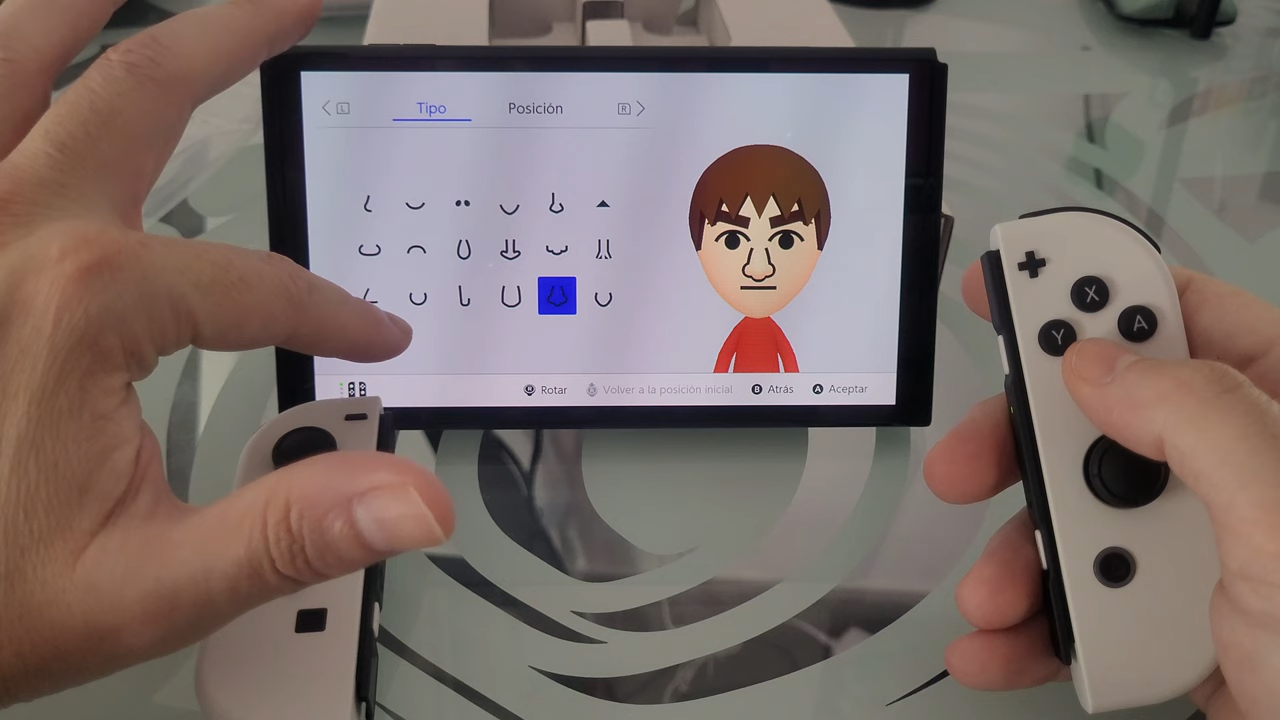 L Tipo Posición R
Rotar Volver a la posición inicial B Atrás A Aceptar
X
Y A